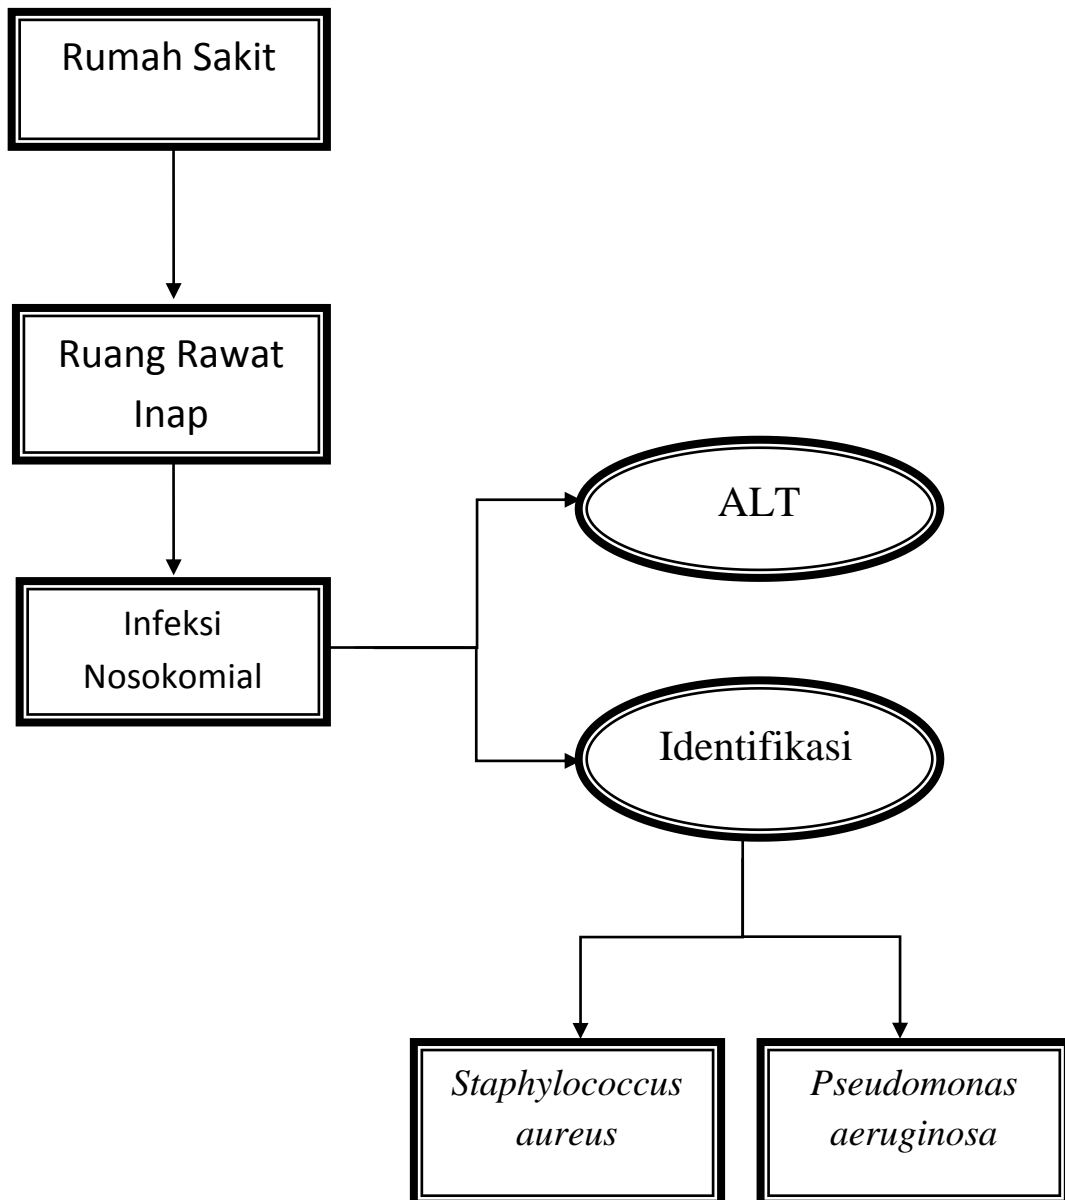 Rumah Sakit
Ruang Rawat
Inap
ALT
Infeksi
Nosokomial
Identifikasi
Staphylococcus
aureus
Pseudomonas
aeruginosa